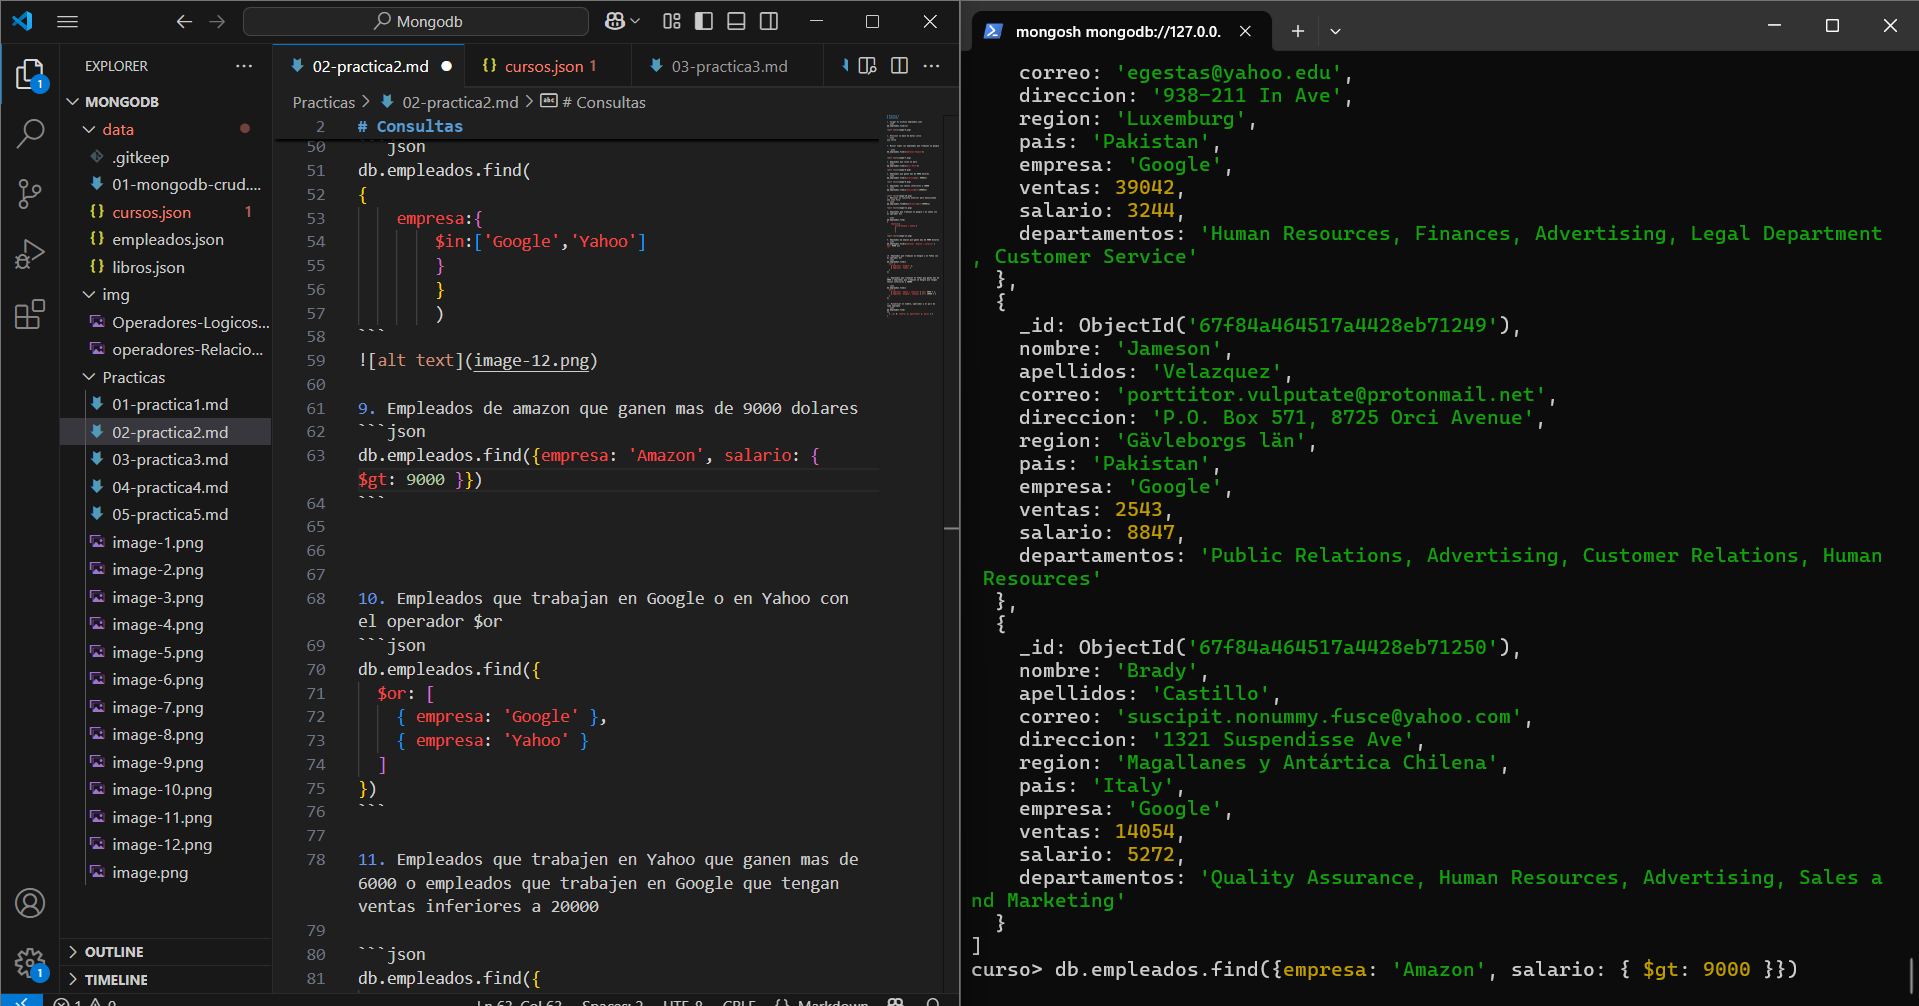 Mongodb
EXPLORER
MONGODB
data
.gitkeep
01-mongodb-crud....
cursos.json 1
empleados.json
libros.json
img
Operadores-Logicos...
operadores-Relacio...
Practicas
01-practica1.md
02-practica2.md
03-practica3.md
04-practica4.md
05-practica5.md
image-1.png
image-2.png
image-3.png
image-4.png
image-5.png
image-6.png
image-7.png
image-8.png
image-9.png
image-10.png
image-11.png
image-12.png
image.png
OUTLINE
TIMELINE
1
1
02-practica2.md
cursos.json 1
03-practica3.md
Practicas > 02-practica2.md > # Consultas
2 # Consultas
50 ```json
51 db.empleados.find(
52 {
53 empresa:{
54 $in:['Google','Yahoo']
55 }
56 }
57 )
58 ```
59 ![alt text](image-12.png)
60
61 9. Empleados de amazon que ganen mas de 9000 dolares
62 ```json
63 db.empleados.find({empresa: 'Amazon', salario: {
$gt: 9000 }})
64 ```
65
66
67
68 10. Empleados que trabajan en Google o en Yahoo con
el operador $or
69 ```json
70 db.empleados.find({
71 $or: [
72 { empresa: 'Google' },
73 { empresa: 'Yahoo' }
74 ]
75 })
76 ```
77
78 11. Empleados que trabajen en Yahoo que ganen mas de
6000 o empleados que trabajen en Google que tengan
ventas inferiores a 20000
79
80 ```json
81 db.empleados.find({
1 0 Ln 63, Col 63 Spaces: 2 UTF-8 CRLF {} Markdown
mongosh mongodb://127.0.0.
correo: 'egestas@yahoo.edu',
direccion: '938-211 In Ave',
region: 'Luxemburg',
pais: 'Pakistan',
empresa: 'Google',
ventas: 39042,
salario: 3244,
departamentos: 'Human Resources, Finances, Advertising, Legal Department
, Customer Service'
},
{
_id: ObjectId('67f84a464517a4428eb71249'),
nombre: 'Jameson',
apellidos: 'Velazquez',
correo: 'porttitor.vulputate@protonmail.net',
direccion: 'P.O. Box 571, 8725 Orci Avenue',
region: 'Gävleborgs län',
pais: 'Pakistan',
empresa: 'Google',
ventas: 2543,
salario: 8847,
departamentos: 'Public Relations, Advertising, Customer Relations, Human
Resources'
},
{
_id: ObjectId('67f84a464517a4428eb71250'),
nombre: 'Brady',
apellidos: 'Castillo',
correo: 'suscipit.nonummy.fusce@yahoo.com',
direccion: '1321 Suspendisse Ave',
region: 'Magallanes y Antártica Chilena',
pais: 'Italy',
empresa: 'Google',
ventas: 14054,
salario: 5272,
departamentos: 'Quality Assurance, Human Resources, Advertising, Sales a
nd Marketing'
}
]
curso> db.empleados.find({empresa: 'Amazon', salario: { $gt: 9000 }})